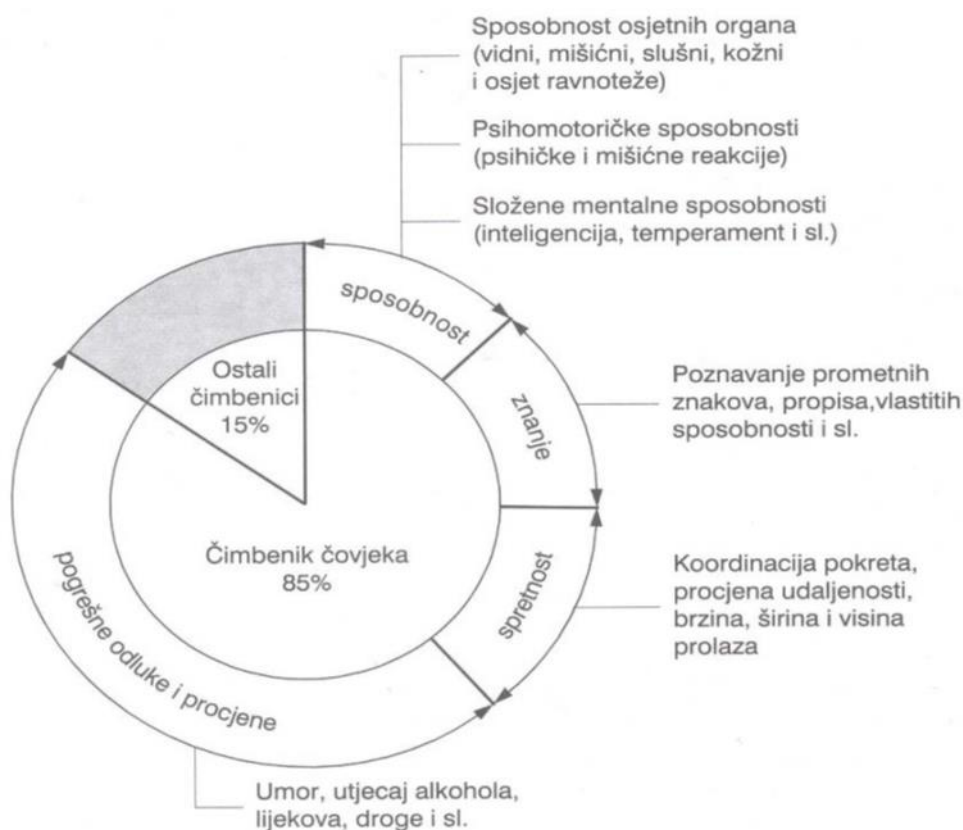 Sposobnost osjetnih organa
(vidni, mišićni, slušni, kožni
i osjet ravnoteže)
Psihomotoričke sposobnosti
(psihičke i mišićne reakcije)
Složene mentalne sposobnosti
(inteligencija, temperament i sl.)
sposobnost
Ostali
čimbenici
15%
znanje
Poznavanje prometnih
znakova, propisa,vlastitih
sposobnosti i sl.
Čimbenik čovjeka
85%
spretnost
Koordinacija pokreta,
procjena udaljenosti,
brzina, širina i visina
prolaza
pogrešne odluke i procjene
Umor, utjecaj alkohola,
lijekova, droge i sl.